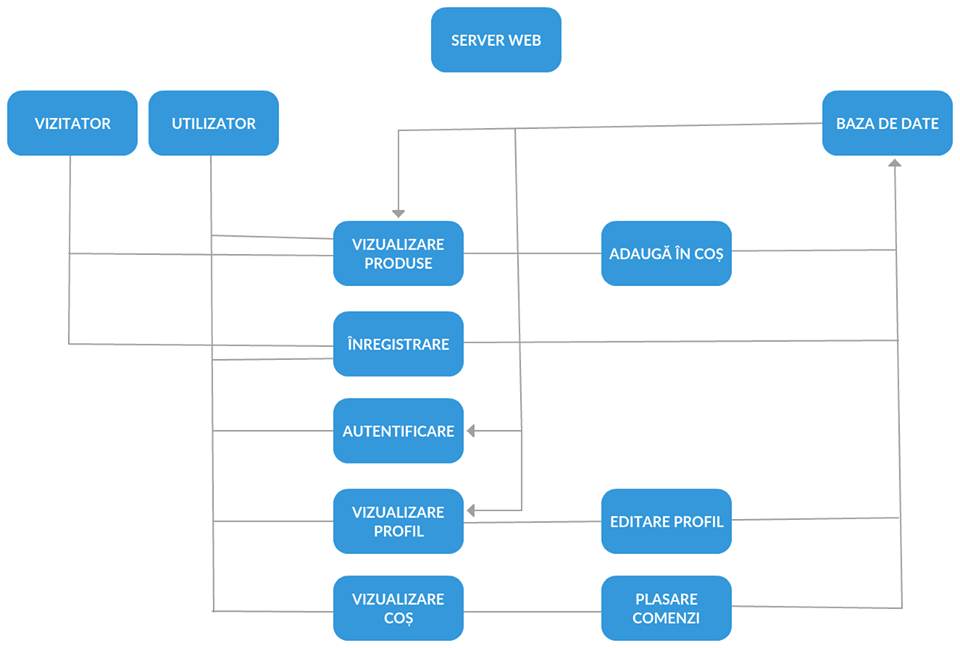 SERVER WEB
VIZITATOR
UTILIZATOR
BAZA DE DATE
VIZUALIZARE
PRODUSE
ADAUGĂ ÎN COȘ
ÎNREGISTRARE
AUTENTIFICARE
VIZUALIZARE
PROFIL
EDITARE PROFIL
VIZUALIZARE
COȘ
PLASARE
COMENZI